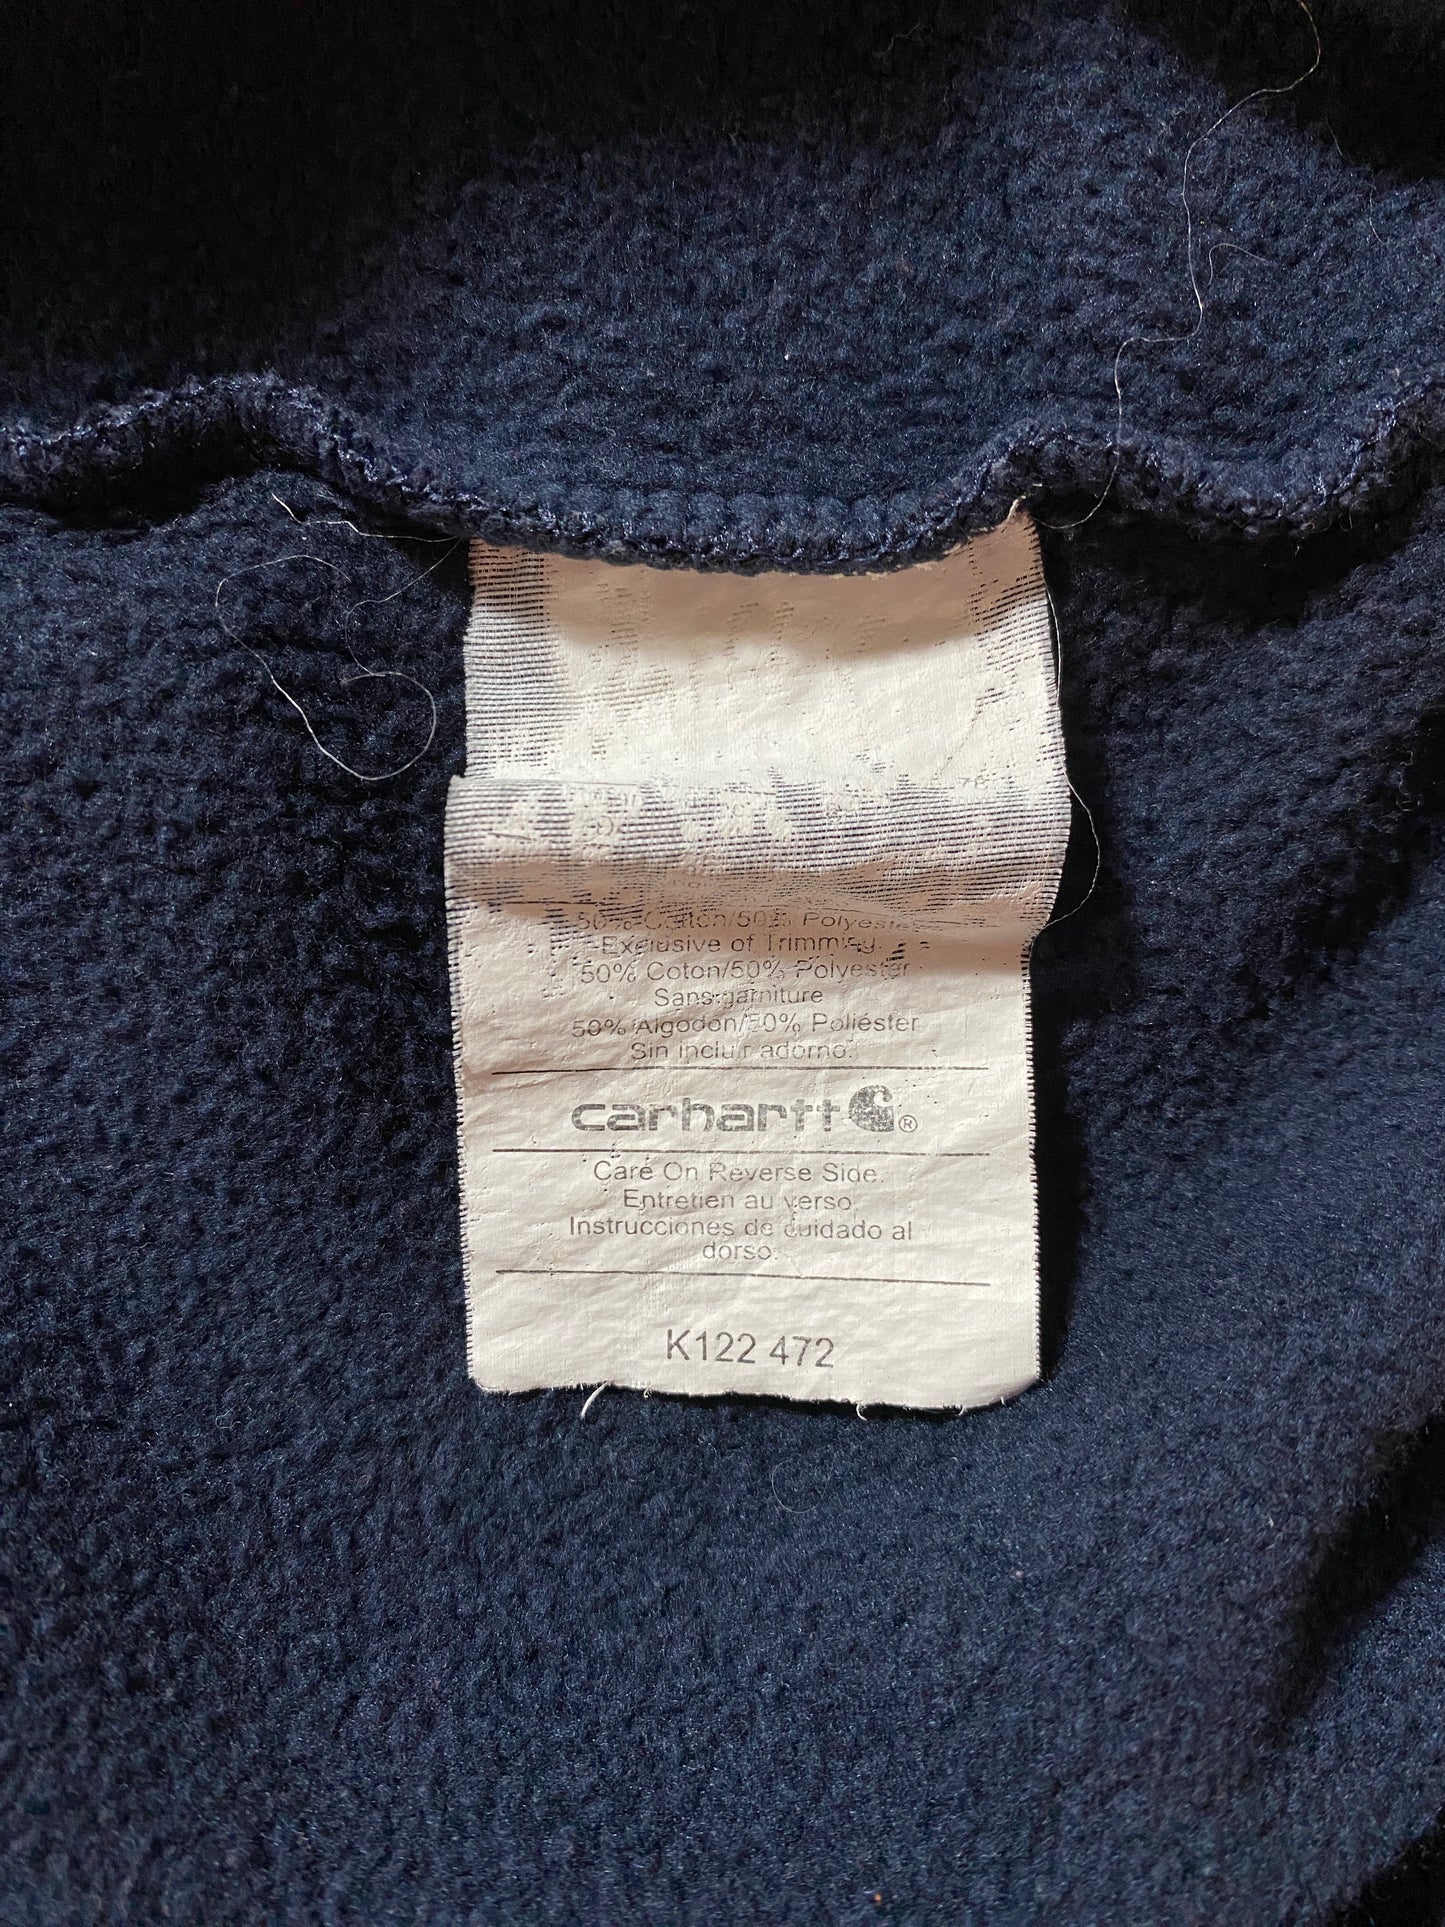 50% Cotton/50% Polyester
Exclusive of Trimming.
50% Coton/50% Polyester
Sans garniture
50% Algodón/50% Poliéster
Sin incluir adorno.
carhartt®
Care On Reverse Side.
Entretien au verso.
Instrucciones de cuidado al
dorso.
K122 472